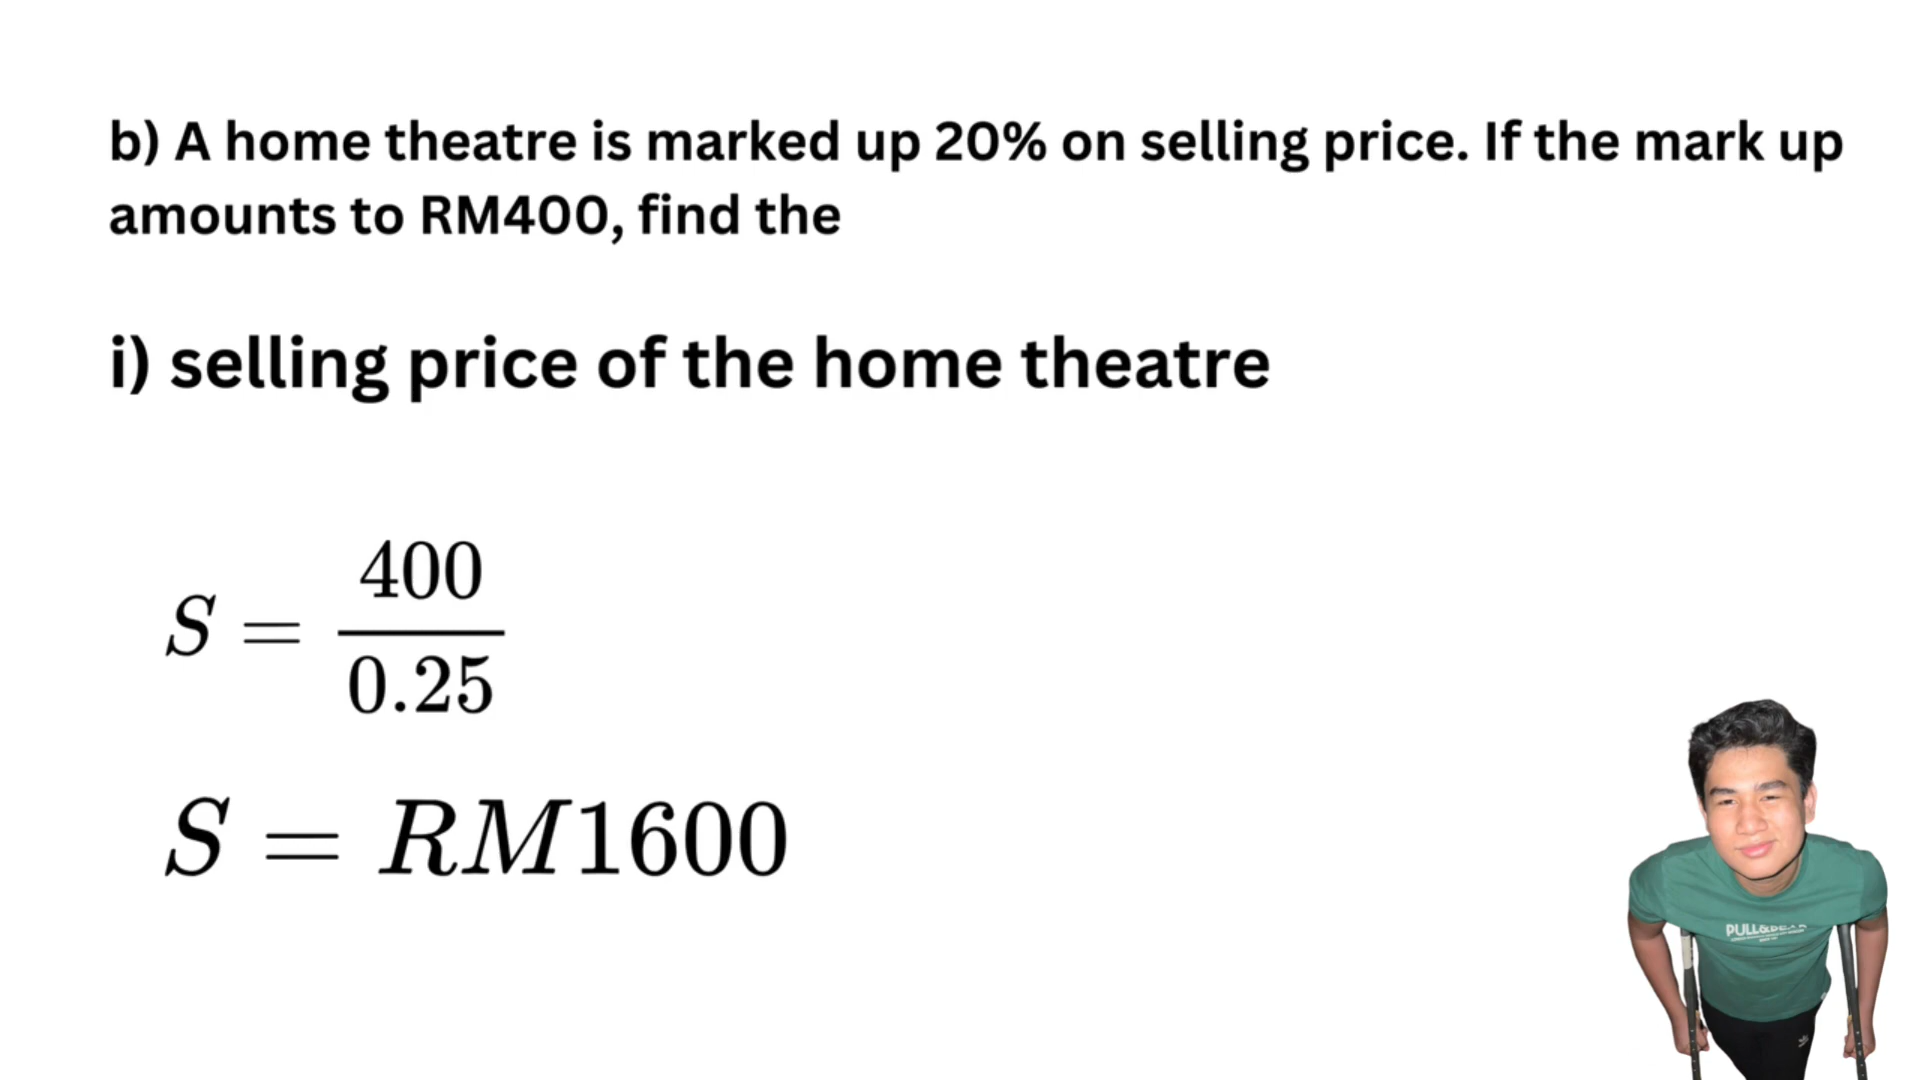 b) A home theatre is marked up 20% on selling price. If the mark up
amounts to RM400, find the
i) selling price of the home theatre
S = 400/0.25
S = RM1600
PULL&BEAR